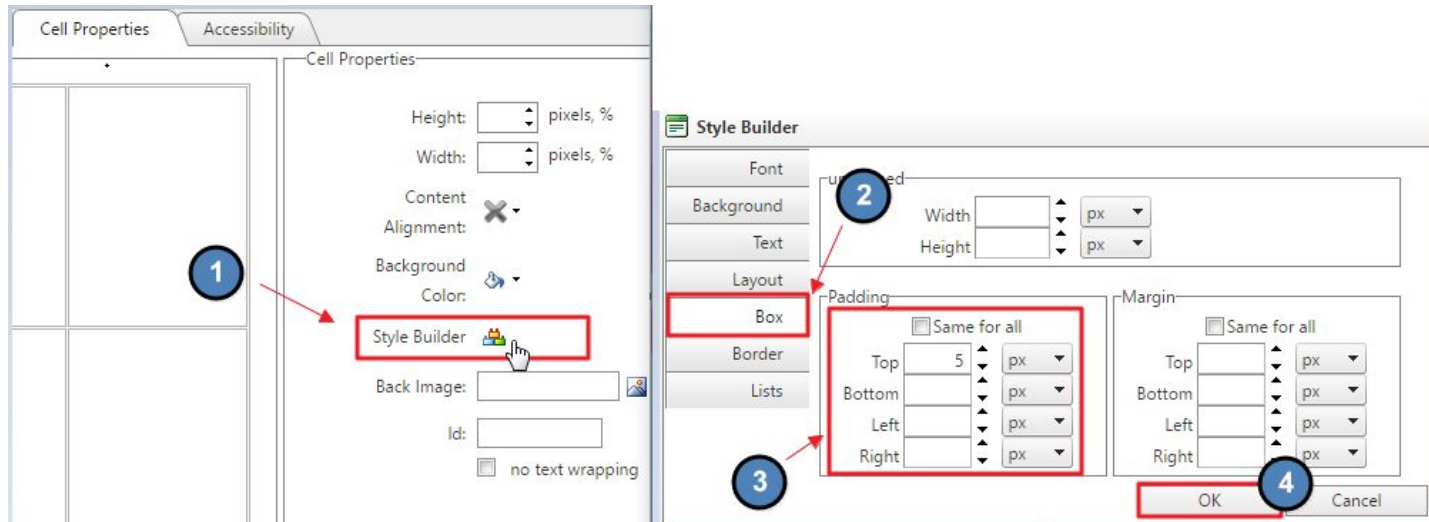 Cell Properties
Accessibility
Cell Properties
Height:
pixels, %
Width:
pixels, %
Content
Alignment:
Background
Color:
1
Style Builder
Back Image:
Id:
no text wrapping
Style Builder
Font
Background
Text
Layout
Box
Border
Lists
2
Width
px
Height
px
Padding
Same for all
Top
5
px
Bottom
px
Left
px
Right
px
3
Margin
Same for all
Top
px
Bottom
px
Left
px
Right
px
4
OK
Cancel